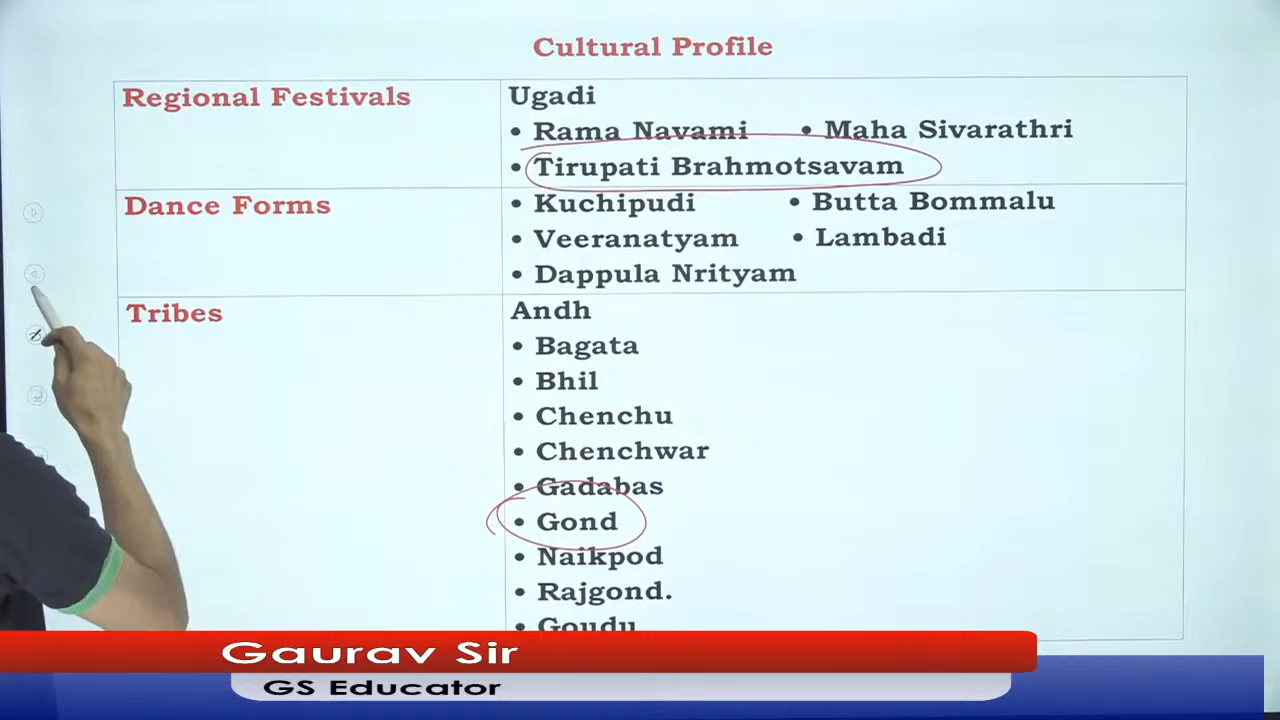 Cultural Profile
Regional Festivals
Ugadi
• Rama Navami • Maha Sivarathri
• Tirupati Brahmotsavam
Dance Forms
• Kuchipudi • Butta Bommalu
• Veeranatyam • Lambadi
• Dappula Nrityam
Tribes
Andh
• Bagata
• Bhil
• Chenchu
• Chenchwar
• Gadabas
• Gond
• Naikpod
• Rajgond.
• Goudu
Gaurav Sir
GS Educator